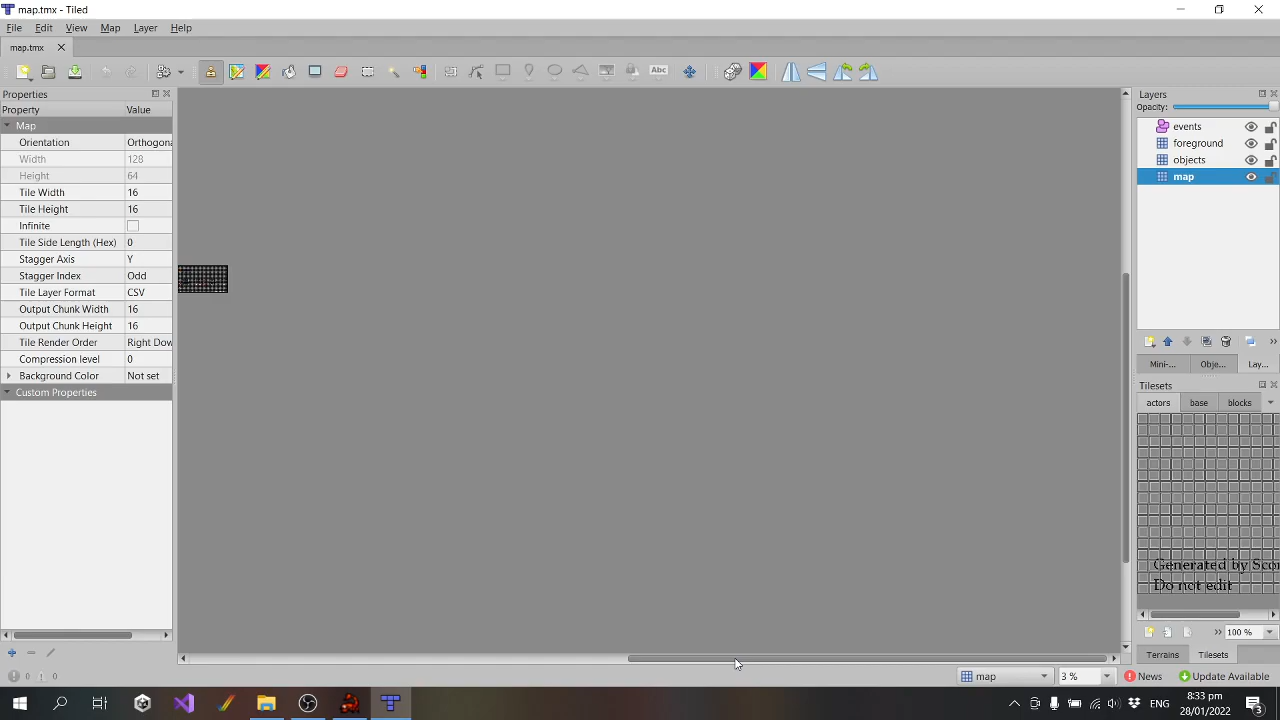 map.tmx - Tiled
File Edit View Map Layer Help
map.tmx
Abc
Properties
Property Value
Map
Orientation Orthogona
Width 128
Height 64
Tile Width 16
Tile Height 16
Infinite
Tile Side Length (Hex) 0
Stagger Axis Y
Stagger Index Odd
Tile Layer Format CSV
Output Chunk Width 16
Output Chunk Height 16
Tile Render Order Right Dow
Compression level 0
Background Color Not set
Custom Properties
0 0
Layers
Opacity:
events
foreground
objects
map
Mini-... Obje... Lay...
Tilesets
actors base blocks
Generated by Scor
Do not edit
100 %
Terrains Tilesets
map 3 % News Update Available
ENG 8:33 pm
28/01/2022 3